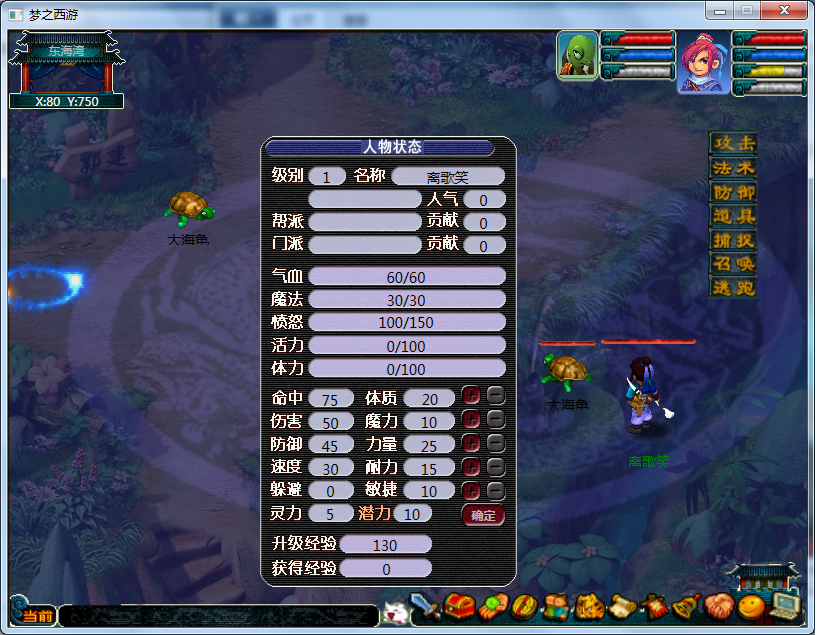 梦之西游
东海湾
X:80 Y:750
人物状态
级别 1 名称 离歌笑
人气 0
帮派 贡献 0
门派 贡献 0
气血 60/60
魔法 30/30
愤怒 100/150
活力 0/100
体力 0/100
命中 75 体质 20
伤害 50 魔力 10
防御 45 力量 25
速度 30 耐力 15
躲避 0 敏捷 10
灵力 5 潜力 10 确定
升级经验 130
获得经验 0
大海龟
大海龟
离歌笑
攻击
法术
防御
道具
捕捉
召唤
逃跑
当前